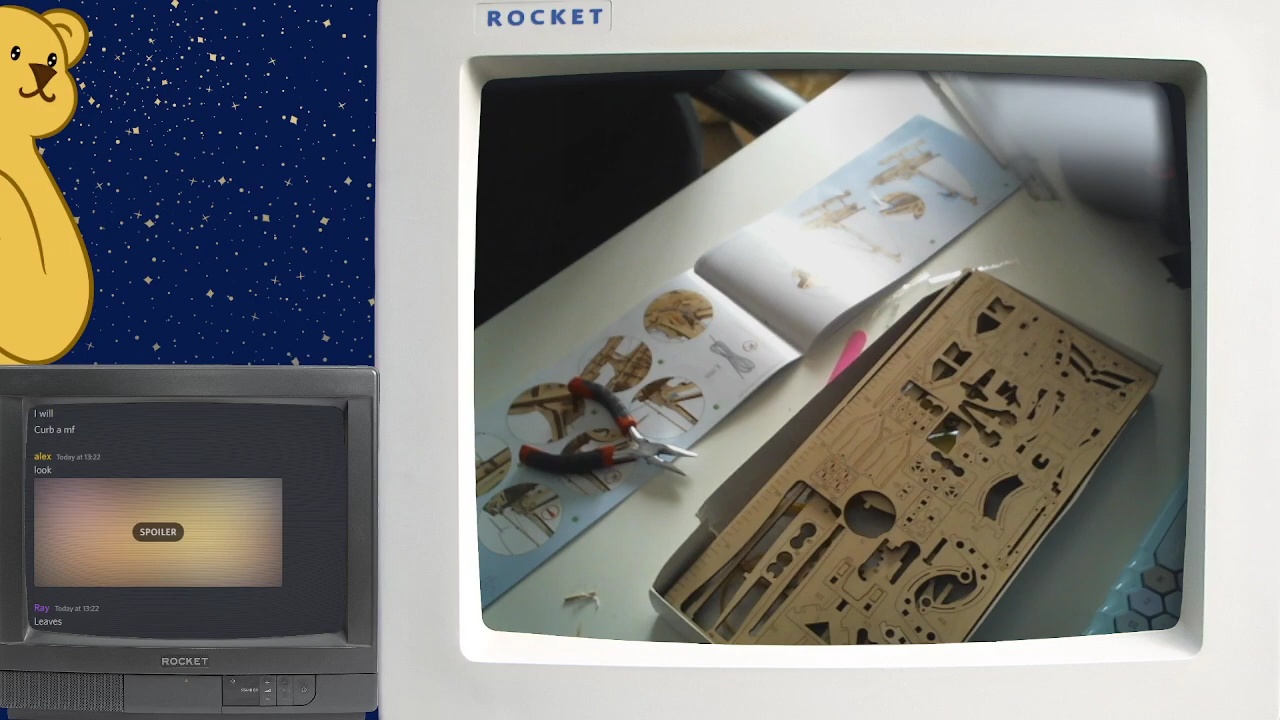 ROCKET
I will
Curb a mf
alex Today at 13:22
look
SPOILER
Ray Today at 13:22
Leaves
ROCKET